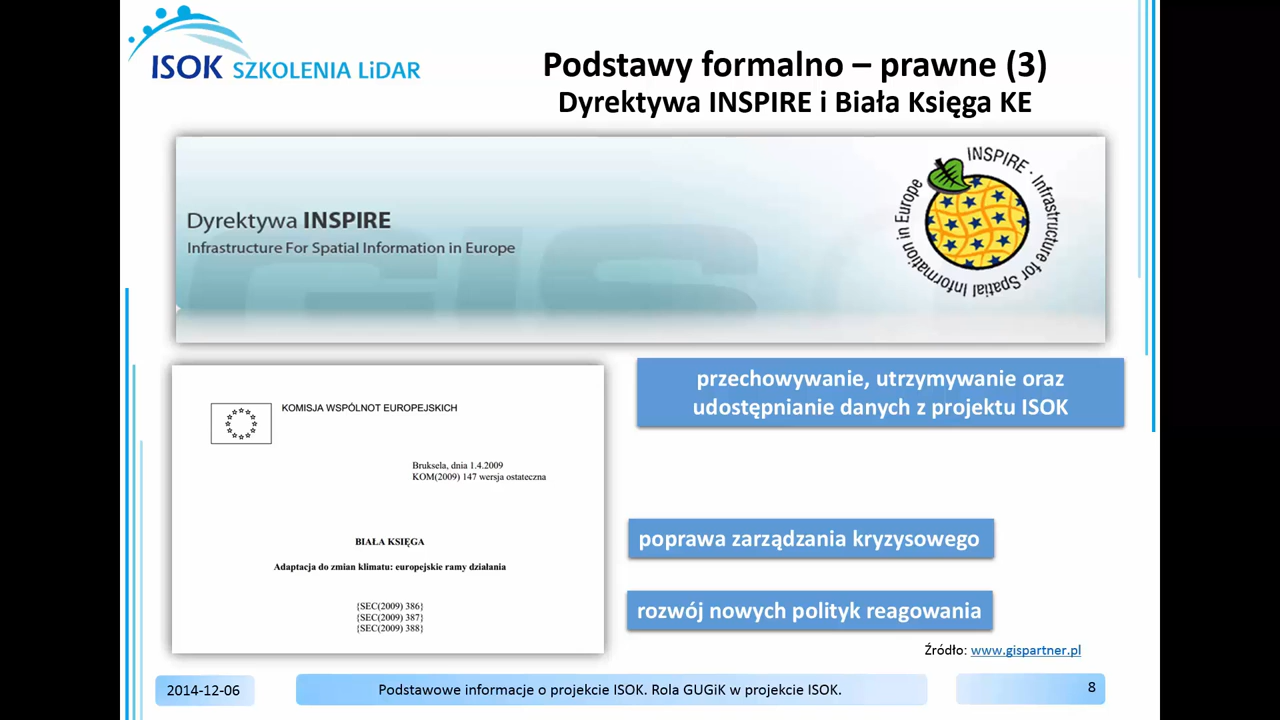 ISOK SZKOLENIA LiDAR
Podstawy formalno – prawne (3)
Dyrektywa INSPIRE i Biała Księga KE
Dyrektywa INSPIRE
Infrastructure For Spatial Information in Europe
INSPIRE · Infrastructure for Spatial Information in Europe
GIS
przechowywanie, utrzymywanie oraz
udostępnianie danych z projektu ISOK
KOMISJA WSPÓLNOT EUROPEJSKICH
Bruksela, dnia 1.4.2009
KOM(2009) 147 wersja ostateczna
BIAŁA KSIĘGA
Adaptacja do zmian klimatu: europejskie ramy działania
{SEC(2009) 386}
{SEC(2009) 387}
{SEC(2009) 388}
poprawa zarządzania kryzysowego
rozwój nowych polityk reagowania
Źródło: www.gispartner.pl
2014-12-06
Podstawowe informacje o projekcie ISOK. Rola GUGiK w projekcie ISOK.
8